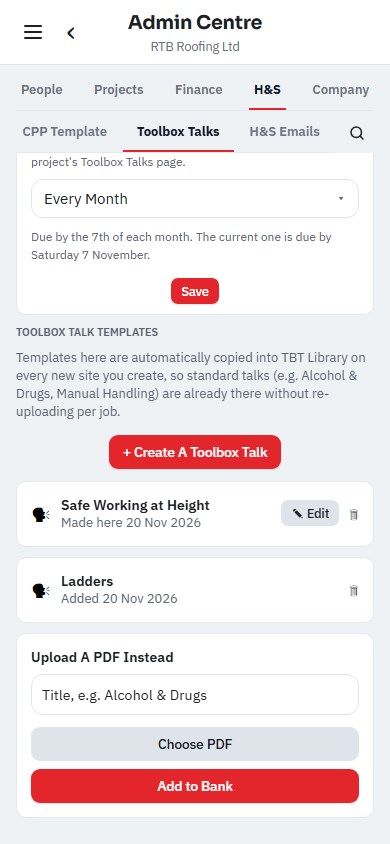 Admin Centre
RTB Roofing Ltd
People Projects Finance H&S Company
CPP Template Toolbox Talks H&S Emails
project's Toolbox Talks page.
Every Month
Due by the 7th of each month. The current one is due by
Saturday 7 November.
Save
TOOLBOX TALK TEMPLATES
Templates here are automatically copied into TBT Library on
every new site you create, so standard talks (e.g. Alcohol &
Drugs, Manual Handling) are already there without re-
uploading per job.
+ Create A Toolbox Talk
Safe Working at Height
Made here 20 Nov 2026
Edit
Ladders
Added 20 Nov 2026
Upload A PDF Instead
Title, e.g. Alcohol & Drugs
Choose PDF
Add to Bank